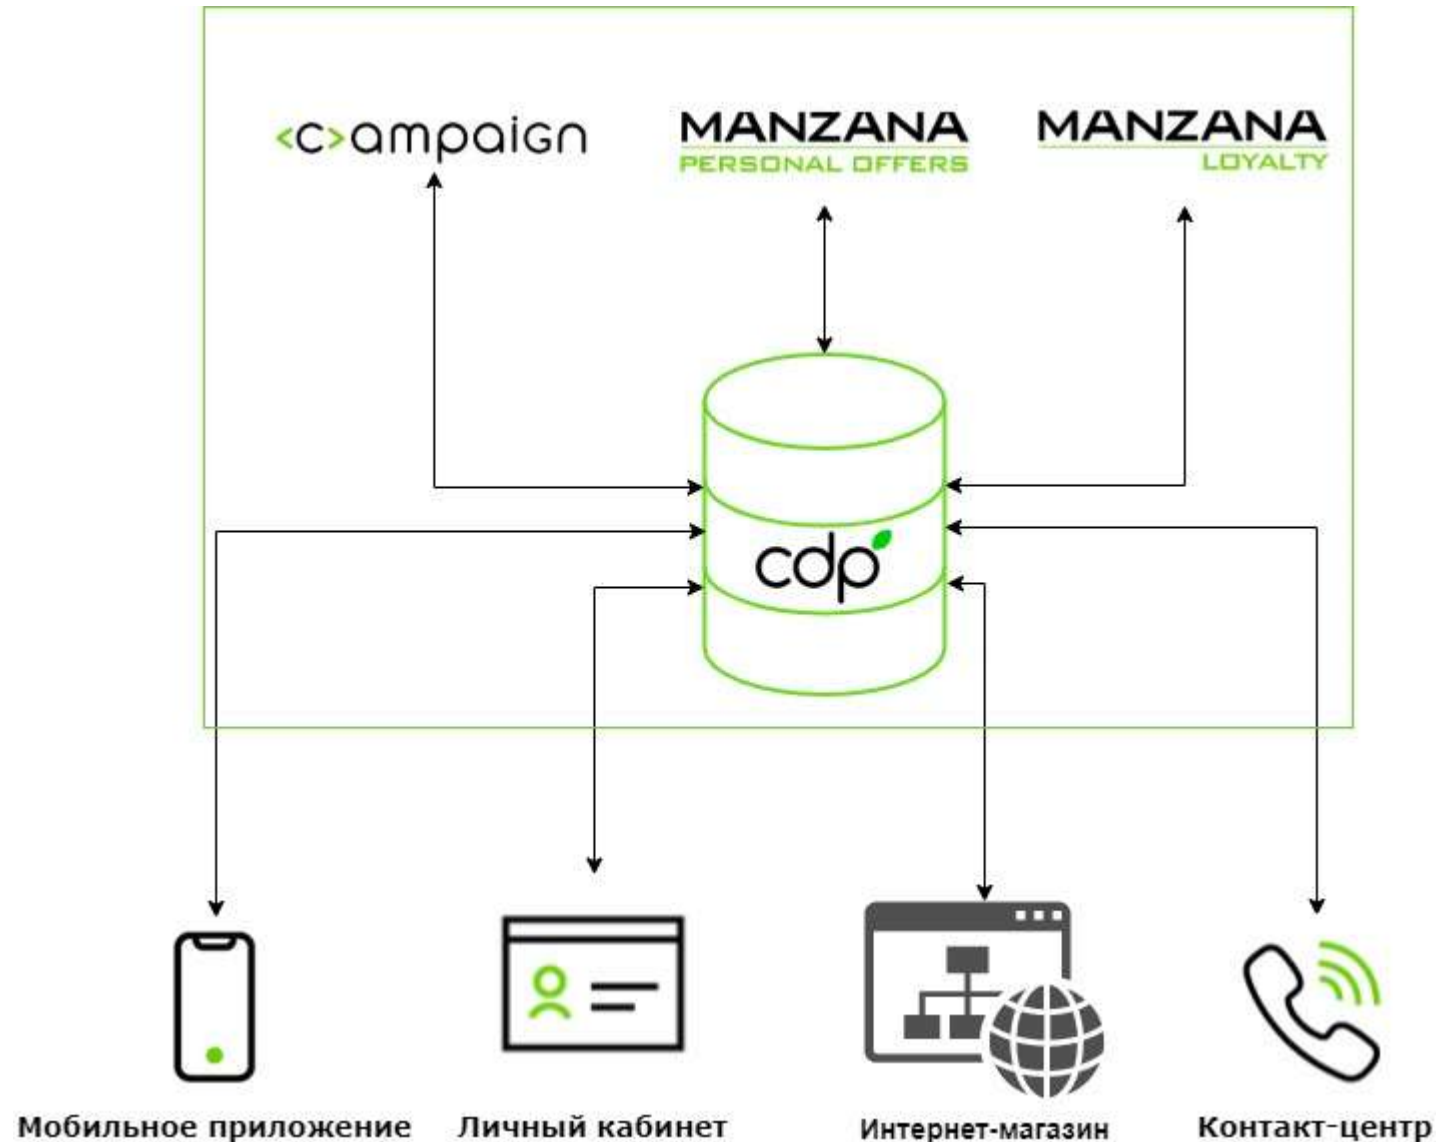 <c>ampaign
MANZANA
PERSONAL OFFERS
MANZANA
LOYALTY
cdp
Мобильное приложение
Личный кабинет
Интернет-магазин
Контакт-центр